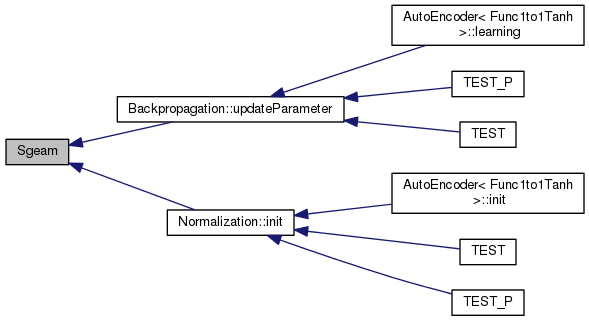 AutoEncoder< Func1to1Tanh
>::learning
TEST_P
Backpropagation::updateParameter
TEST
Sgeam
AutoEncoder< Func1to1Tanh
>::init
Normalization::init
TEST
TEST_P